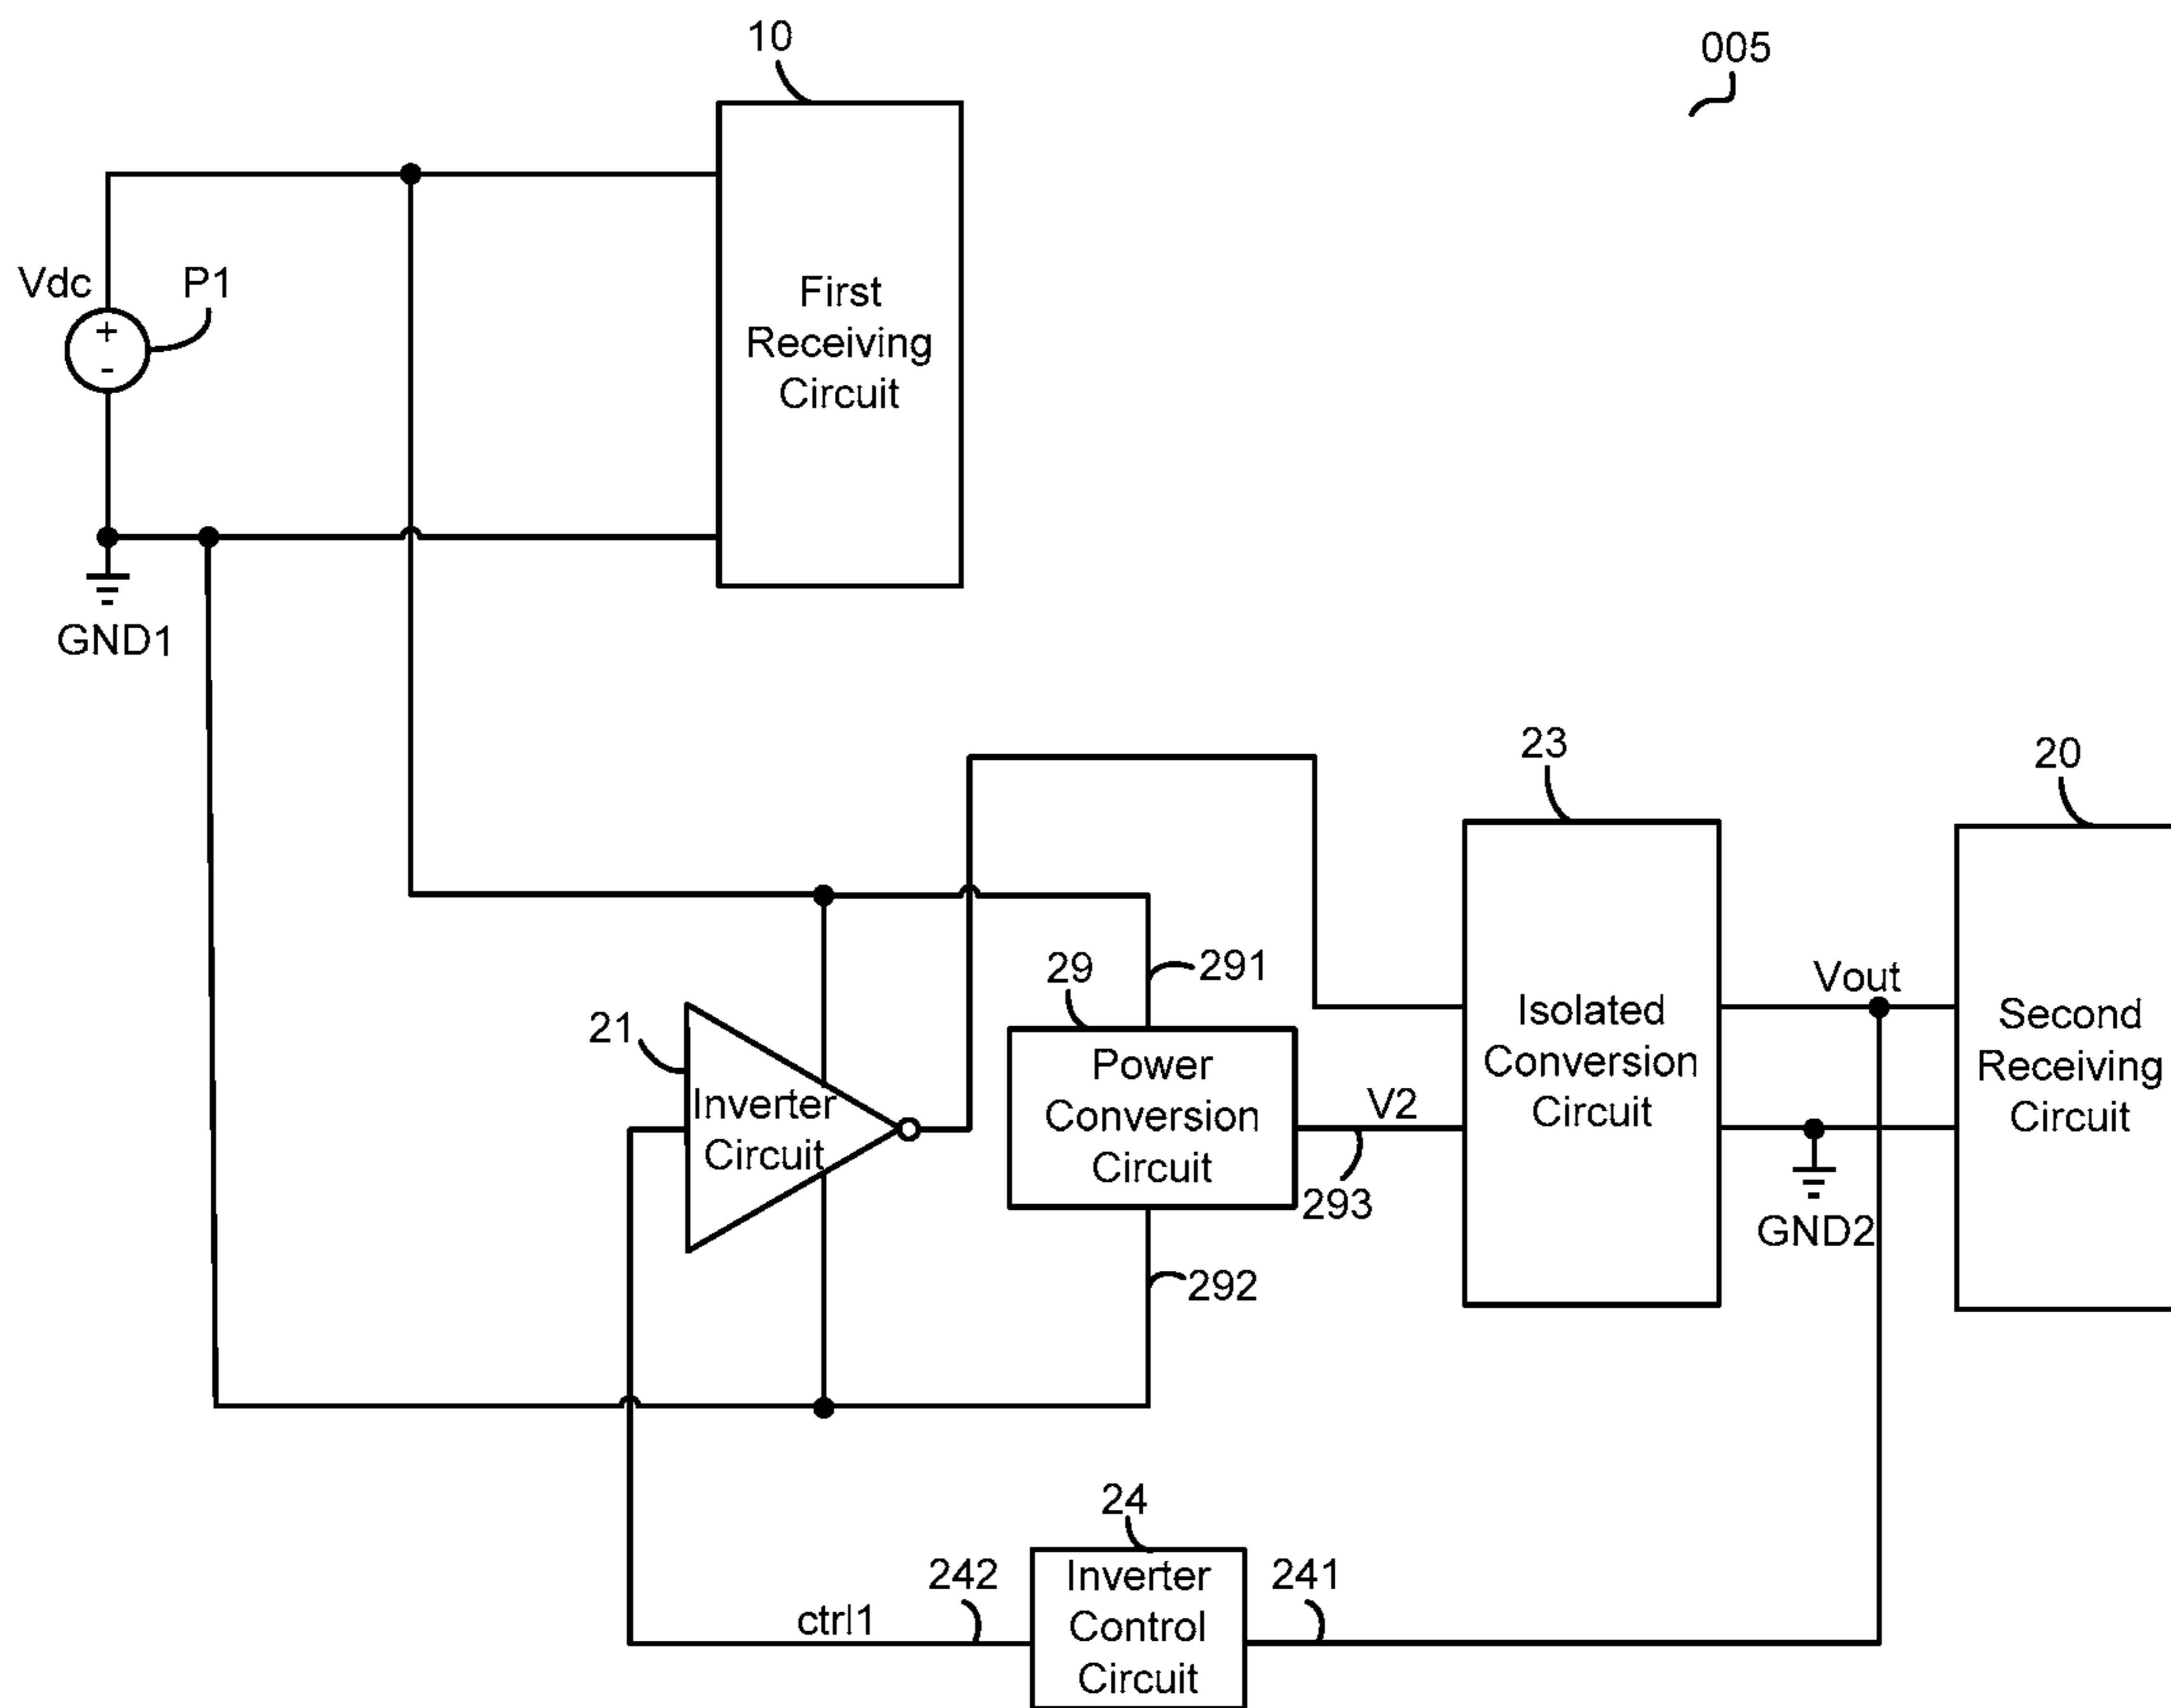 10
005
Vdc
P1
+
-
First
Receiving
Circuit
GND1
23
20
29
291
21
Inverter
Circuit
Power
Conversion
Circuit
V2
293
292
Isolated
Conversion
Circuit
Vout
GND2
Second
Receiving
Circuit
24
242
241
ctrl1
Inverter
Control
Circuit